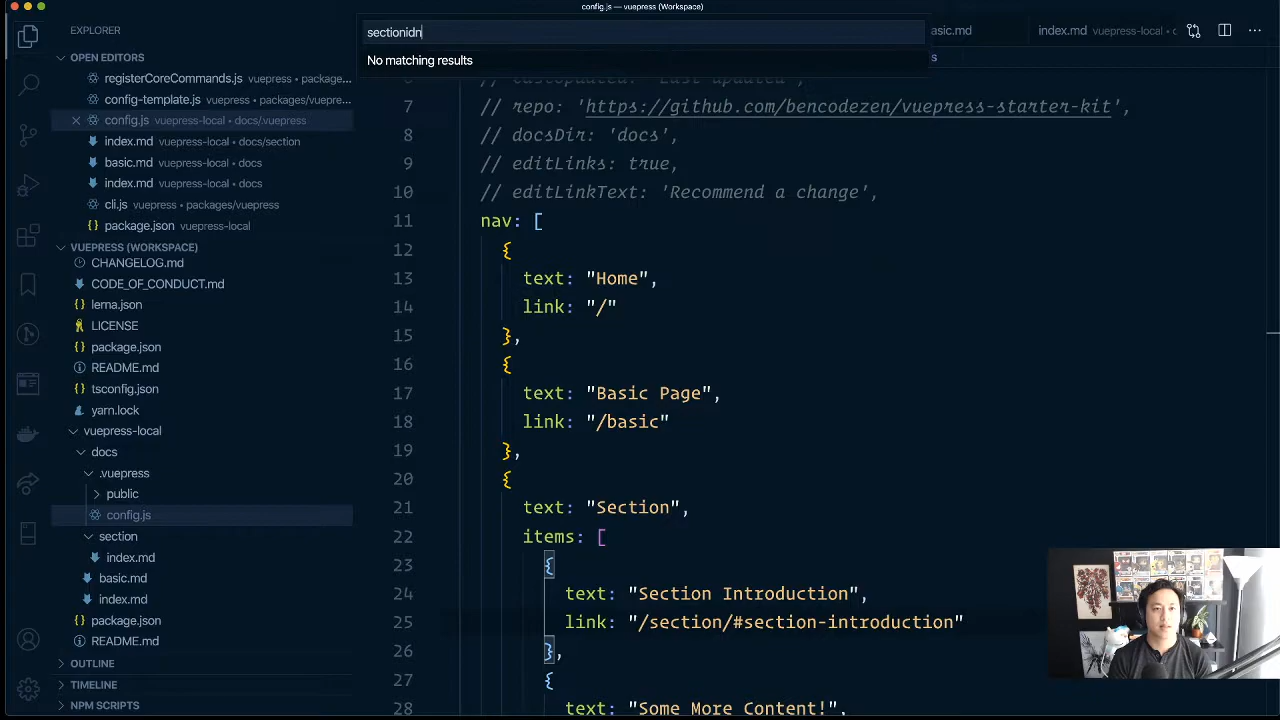 config.js — vuepress (Workspace)
EXPLORER
sectionidn
No matching results
asic.md
index.md vuepress-local • c
s
OPEN EDITORS
registerCoreCommands.js vuepress • package...
config-template.js vuepress • packages/vuepre...
config.js vuepress-local • docs/.vuepress
index.md vuepress-local • docs/section
basic.md vuepress-local • docs
index.md vuepress-local • docs
cli.js vuepress • packages/vuepress
package.json vuepress-local
VUEPRESS (WORKSPACE)
CHANGELOG.md
CODE_OF_CONDUCT.md
lerna.json
LICENSE
package.json
README.md
tsconfig.json
yarn.lock
vuepress-local
docs
.vuepress
public
config.js
section
index.md
basic.md
index.md
package.json
README.md
OUTLINE
TIMELINE
NPM SCRIPTS
7 // repo: 'https://github.com/bencodezen/vuepress-starter-kit',
8 // docsDir: 'docs',
9 // editLinks: true,
10 // editLinkText: 'Recommend a change',
11 nav: [
12 {
13 text: "Home",
14 link: "/"
15 },
16 {
17 text: "Basic Page",
18 link: "/basic"
19 },
20 {
21 text: "Section",
22 items: [
23 {
24 text: "Section Introduction",
25 link: "/section/#section-introduction"
26 },
27 {
28 text: "Some More Content!",